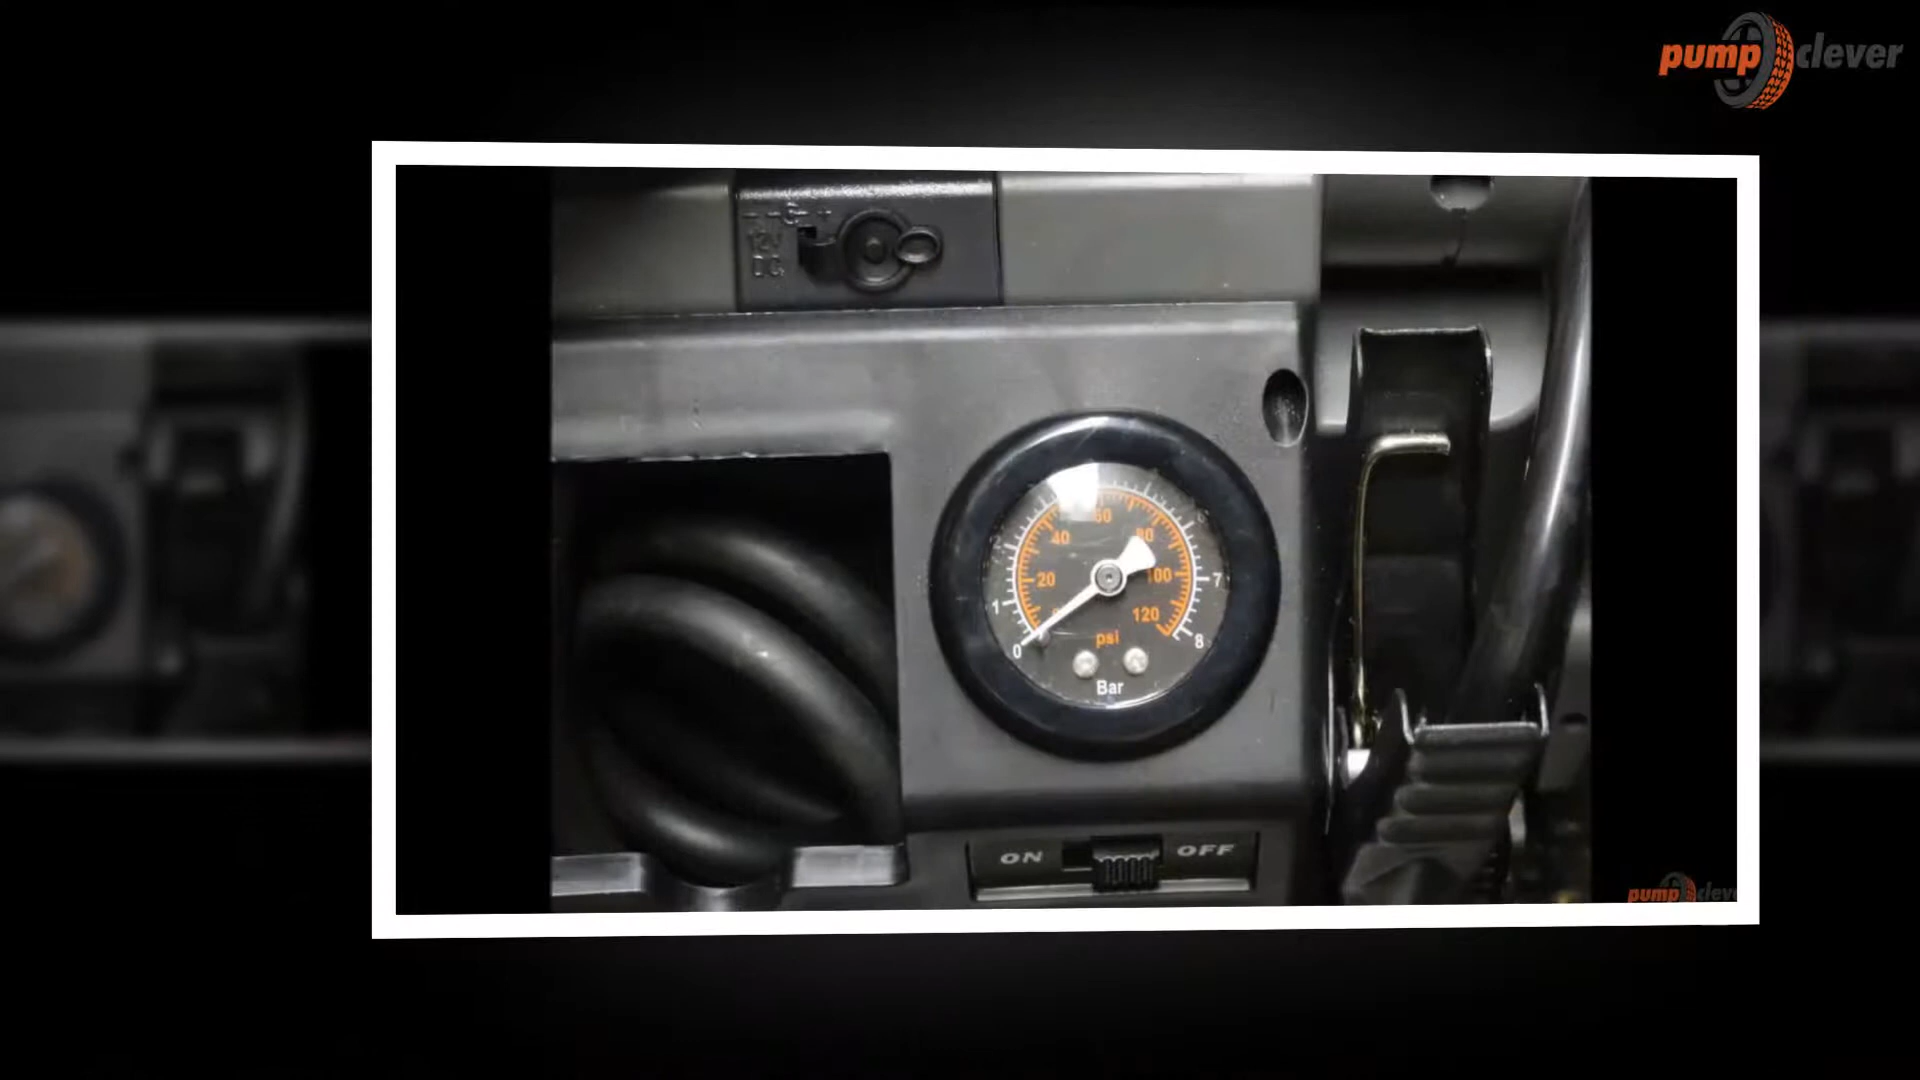 pump clever
- G +
12V
DC
60
40
80
20
100
1
7
120
psi
0
8
Bar
ON
OFF
pump clev